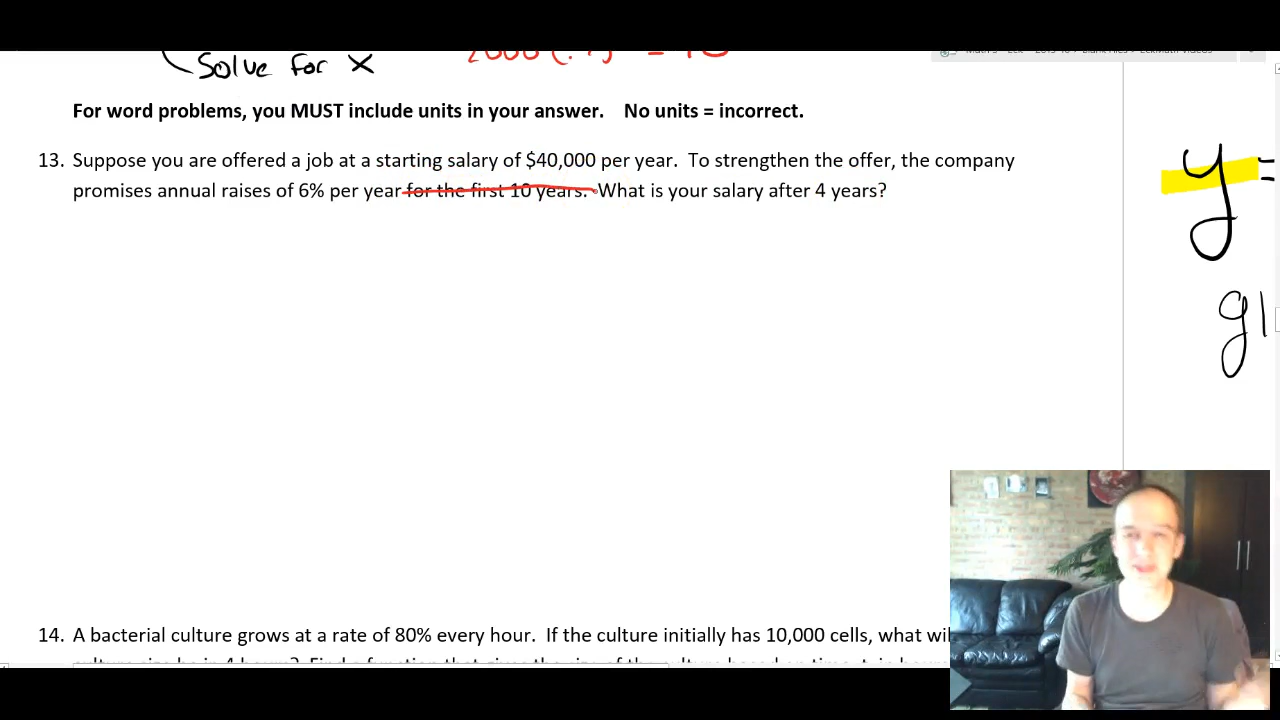 Solve for X
For word problems, you MUST include units in your answer. No units = incorrect.
13. Suppose you are offered a job at a starting salary of $40,000 per year. To strengthen the offer, the company
promises annual raises of 6% per year for the first 10 years. What is your salary after 4 years?
y=
14. A bacterial culture grows at a rate of 80% every hour. If the culture initially has 10,000 cells, what